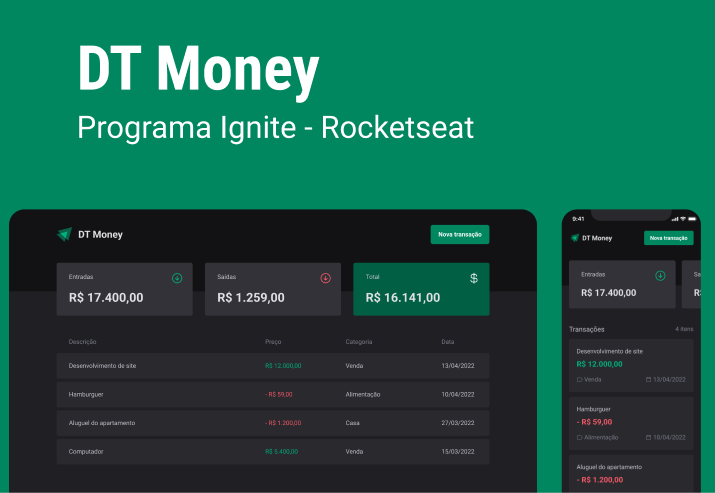 DT Money
Programa Ignite - Rocketseat
DT Money
Nova transação
Entradas
R$ 17.400,00
Saídas
R$ 1.259,00
Total
$
R$ 16.141,00
Descrição Preço Categoria Data
Desenvolvimento de site R$ 12.000,00 Venda 13/04/2022
Hamburguer - R$ 59,00 Alimentação 10/04/2022
Aluguel do apartamento - R$ 1.200,00 Casa 27/03/2022
Computador R$ 5.400,00 Venda 15/03/2022
9:41
DT Money
Nova transação
Entradas
R$ 17.400,00
Sa
R$
Transações 4 itens
Desenvolvimento de site
R$ 12.000,00
Venda 13/04/2022
Hamburguer
- R$ 59,00
Alimentação 10/04/2022
Aluguel do apartamento
- R$ 1.200,00